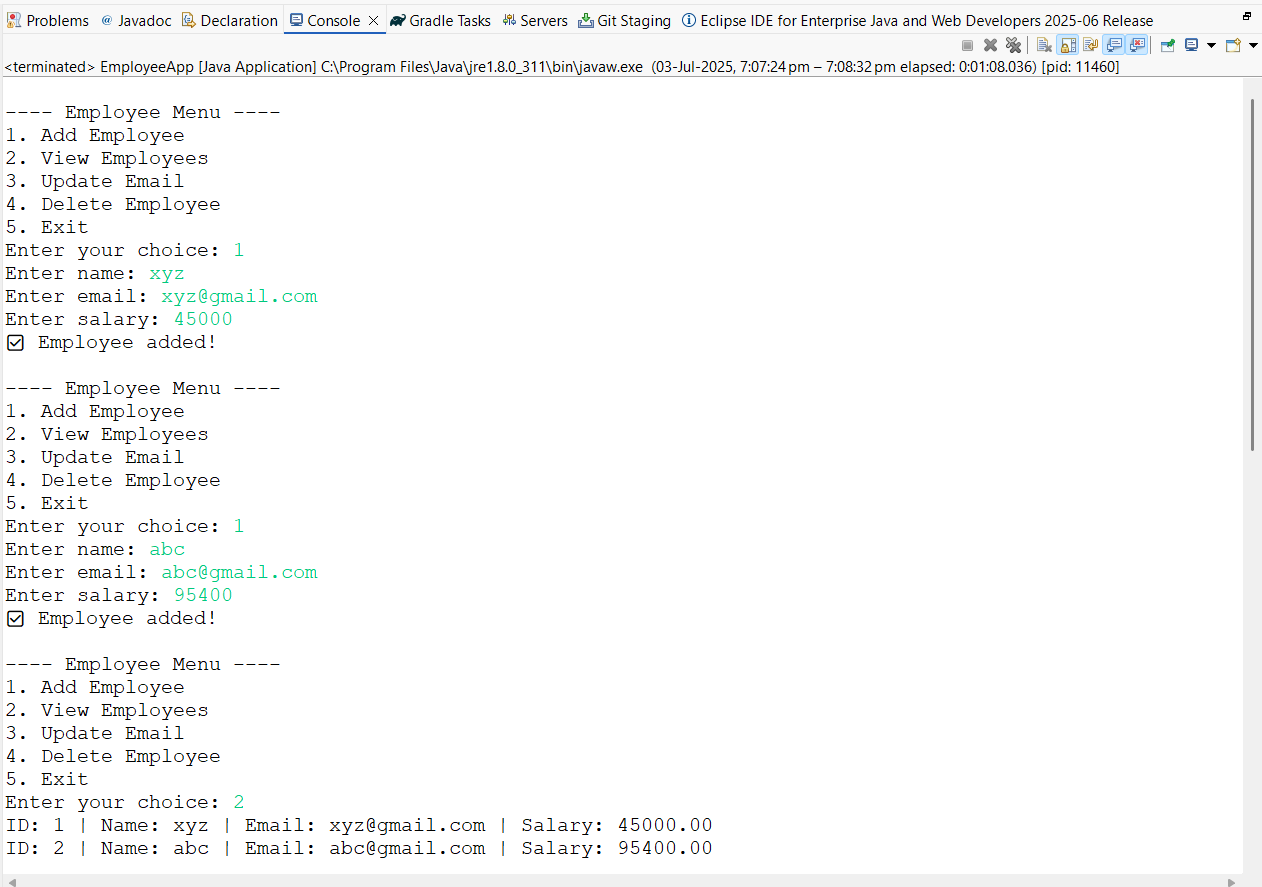 Problems @ Javadoc Declaration Console Gradle Tasks Servers Git Staging Eclipse IDE for Enterprise Java and Web Developers 2025-06 Release
<terminated> EmployeeApp [Java Application] C:\Program Files\Java\jre1.8.0_311\bin\javaw.exe (03-Jul-2025, 7:07:24 pm – 7:08:32 pm elapsed: 0:01:08.036) [pid: 11460]
---- Employee Menu ----
1. Add Employee
2. View Employees
3. Update Email
4. Delete Employee
5. Exit
Enter your choice: 1
Enter name: xyz
Enter email: xyz@gmail.com
Enter salary: 45000
☑ Employee added!
---- Employee Menu ----
1. Add Employee
2. View Employees
3. Update Email
4. Delete Employee
5. Exit
Enter your choice: 1
Enter name: abc
Enter email: abc@gmail.com
Enter salary: 95400
☑ Employee added!
---- Employee Menu ----
1. Add Employee
2. View Employees
3. Update Email
4. Delete Employee
5. Exit
Enter your choice: 2
ID: 1 | Name: xyz | Email: xyz@gmail.com | Salary: 45000.00
ID: 2 | Name: abc | Email: abc@gmail.com | Salary: 95400.00